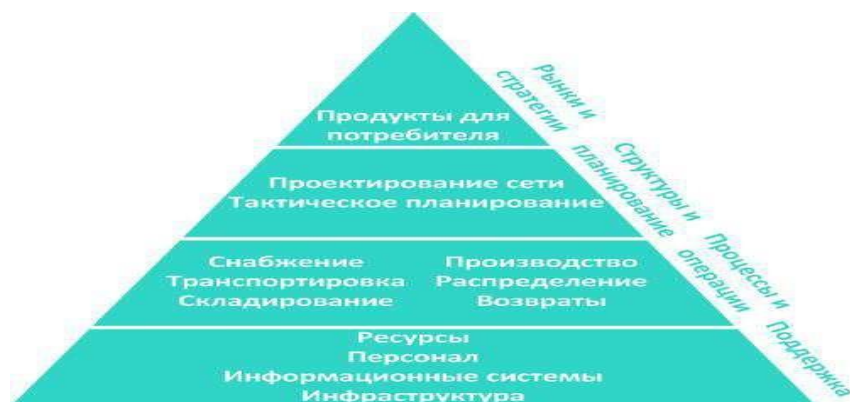 Продукты для
потребителя
Проектирование сети
Тактическое планирование
Снабжение
Транспортировка
Складирование
Производство
Распределение
Возвраты
Ресурсы
Персонал
Информационные системы
Инфраструктура
Рынки и
стратегии
Структуры и
планирование
Процессы и
операции
Поддержка